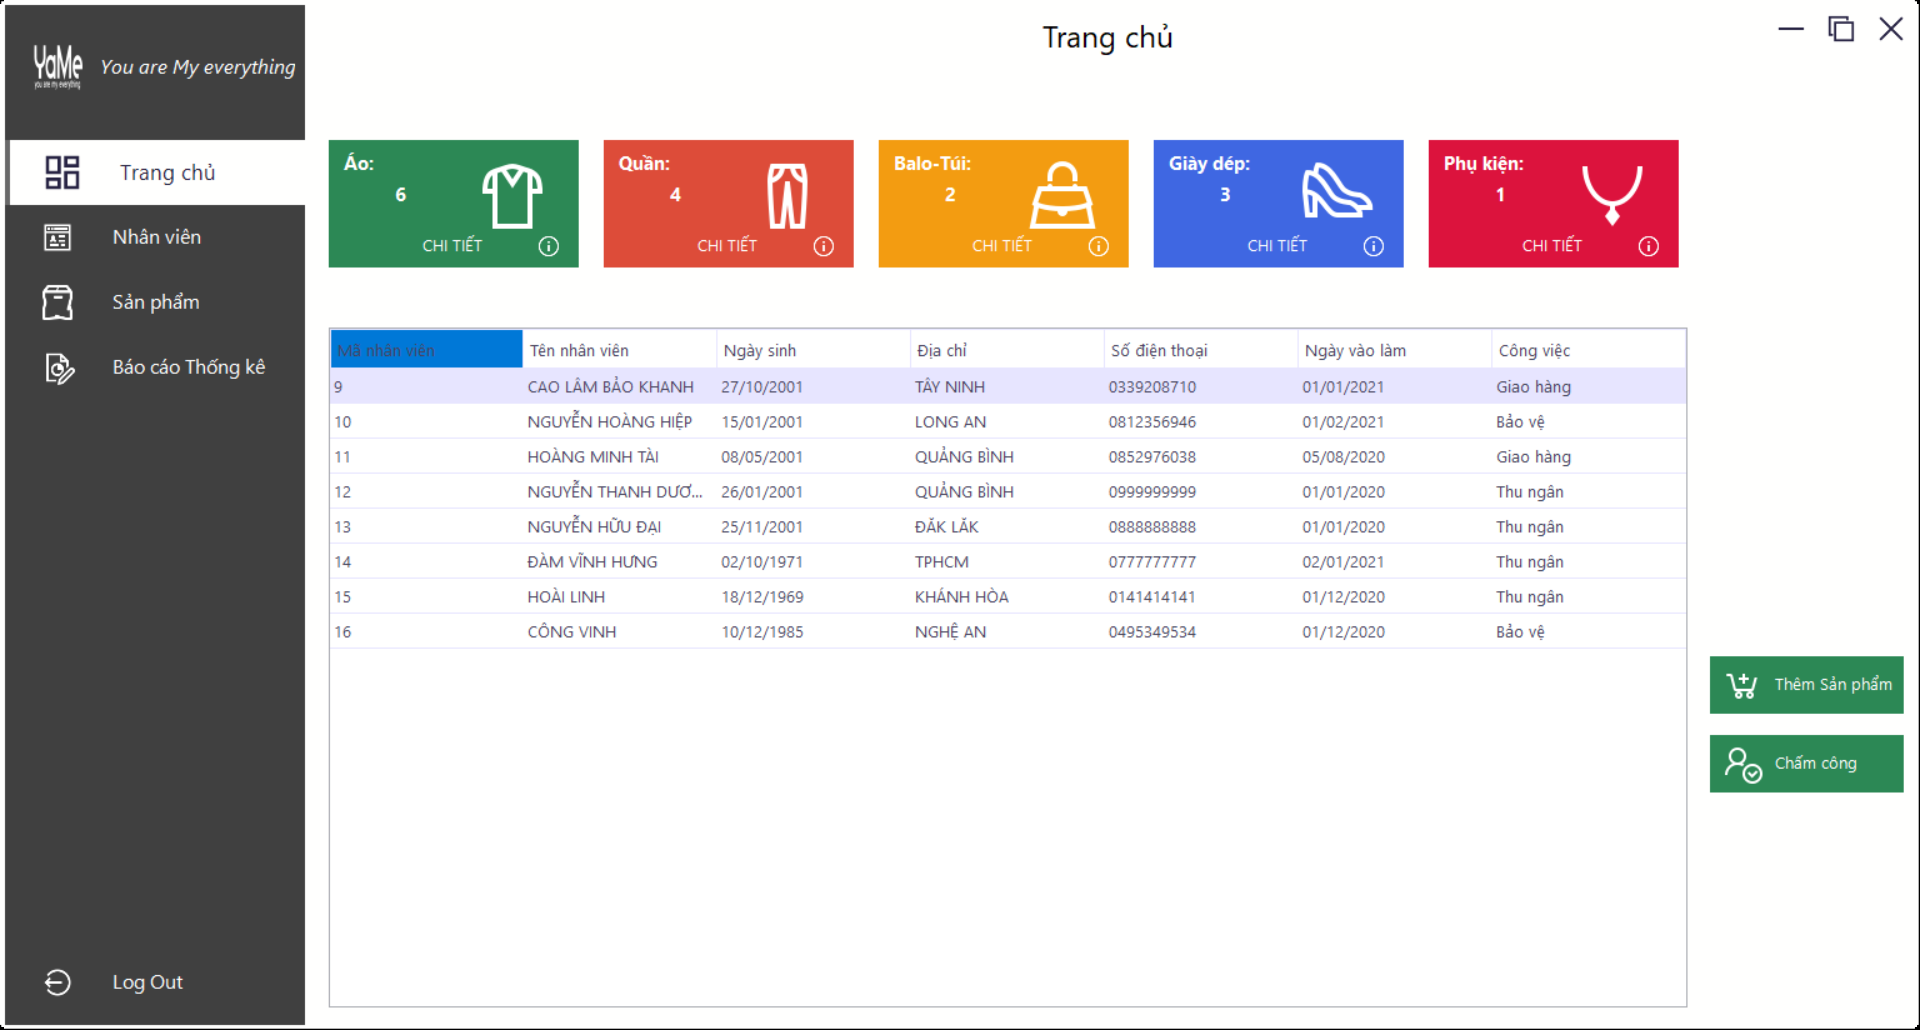 Trang chủ
YaMe
you are my everything
You are My everything
Trang chủ
Nhân viên
Sản phẩm
Báo cáo Thống kê
Log Out
Áo:
6
CHI TIẾT
Quần:
4
CHI TIẾT
Balo-Túi:
2
CHI TIẾT
Giày dép:
3
CHI TIẾT
Phụ kiện:
1
CHI TIẾT
Mã nhân viên Tên nhân viên Ngày sinh Địa chỉ Số điện thoại Ngày vào làm Công việc
9 CAO LÂM BẢO KHANH 27/10/2001 TÂY NINH 0339208710 01/01/2021 Giao hàng
10 NGUYỄN HOÀNG HIỆP 15/01/2001 LONG AN 0812356946 01/02/2021 Bảo vệ
11 HOÀNG MINH TÀI 08/05/2001 QUẢNG BÌNH 0852976038 05/08/2020 Giao hàng
12 NGUYỄN THANH DƯƠ... 26/01/2001 QUẢNG BÌNH 0999999999 01/01/2020 Thu ngân
13 NGUYỄN HỮU ĐẠI 25/11/2001 ĐĂK LĂK 0888888888 01/01/2020 Thu ngân
14 ĐÀM VĨNH HƯNG 02/10/1971 TPHCM 0777777777 02/01/2021 Thu ngân
15 HOÀI LINH 18/12/1969 KHÁNH HÒA 0141414141 01/12/2020 Thu ngân
16 CÔNG VINH 10/12/1985 NGHỆ AN 0495349534 01/12/2020 Bảo vệ
Thêm Sản phẩm
Chấm công